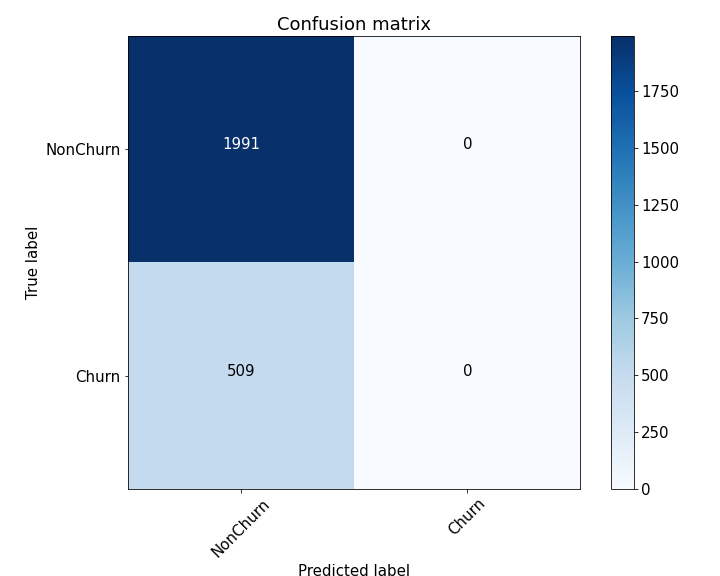 Confusion matrix
NonChurn
1991
0
Churn
509
0
True label
NonChurn
Churn
Predicted label
1750
1500
1250
1000
750
500
250
0